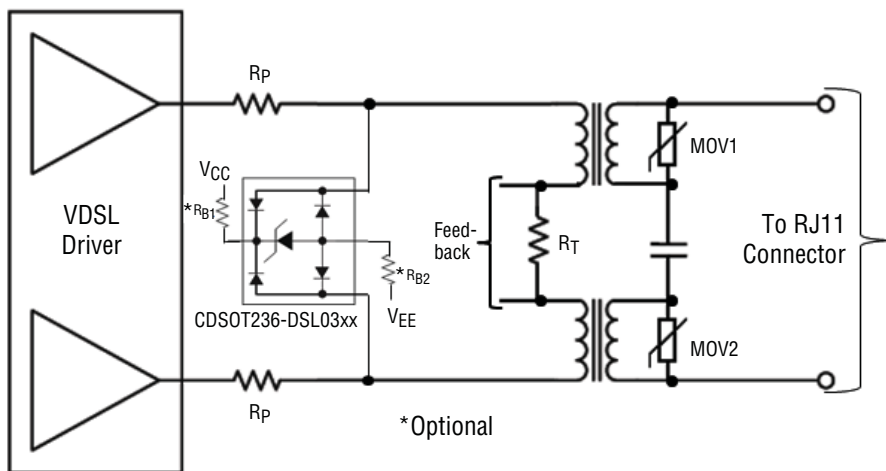 RP
MOV1
VCC
*RB1
VDSL
Driver
Feed-
back
RT
To RJ11
Connector
*RB2
VEE
CDSOT236-DSL03xx
MOV2
RP
*Optional